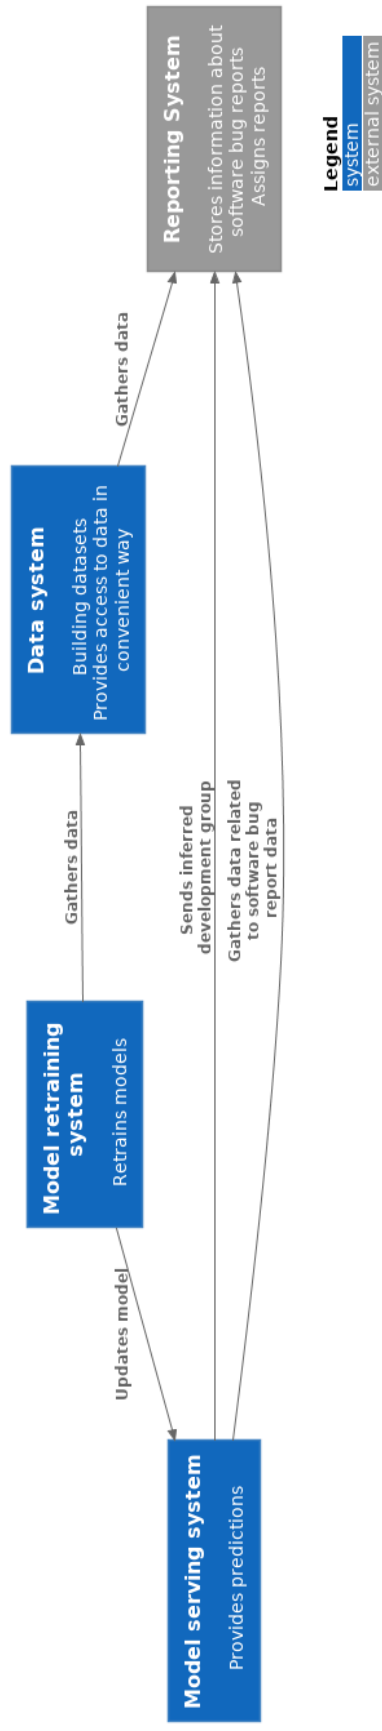 Model serving system
Provides predictions
Updates model
Model retraining
system
Retrains models
Gathers data
Data system
Building datasets
Provides access to data in
convenient way
Gathers data
Sends inferred
development group
Gathers data related
to software bug
report data
Reporting System
Stores information about
software bug reports
Assigns reports
Legend
system
external system